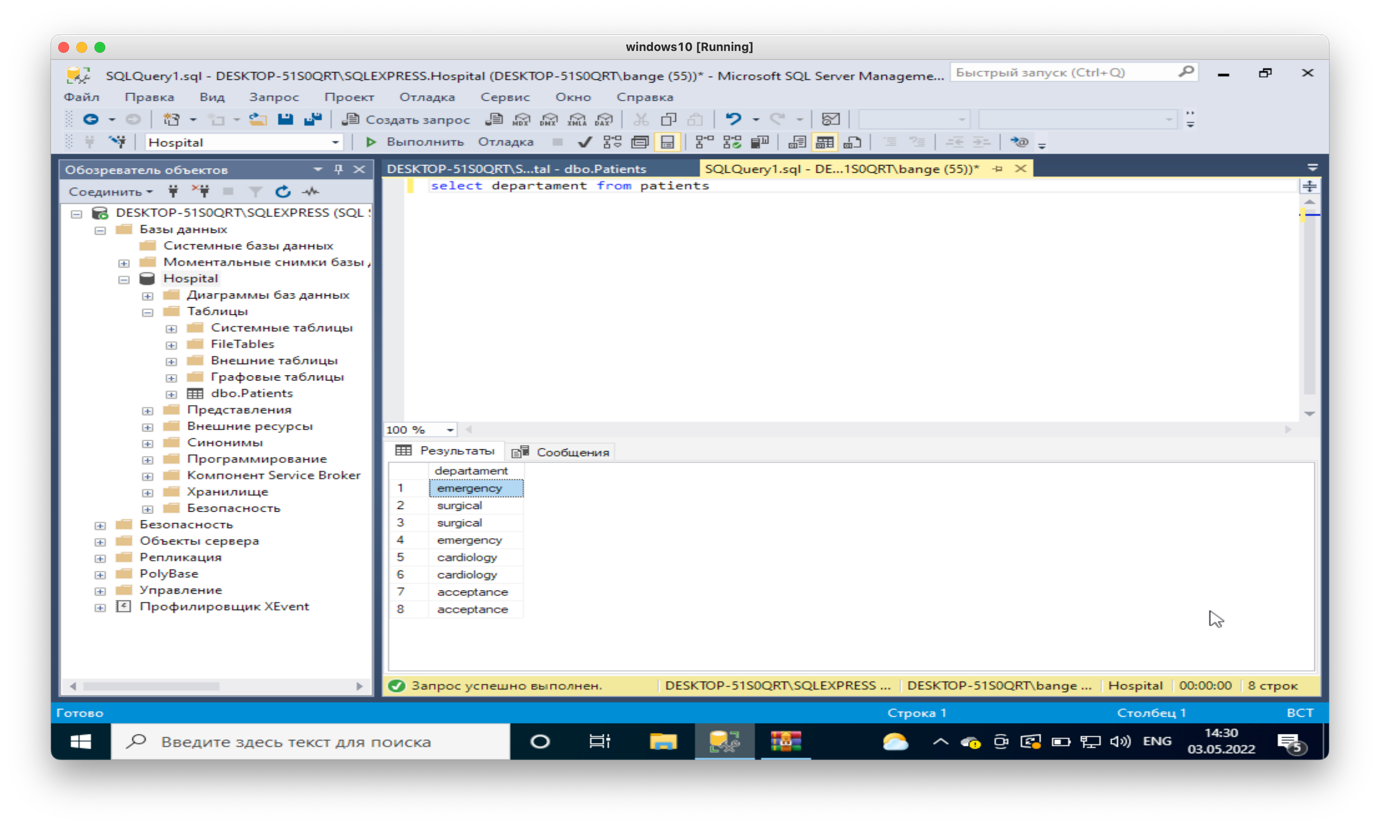 windows10 [Running]
SQLQuery1.sql - DESKTOP-51S0QRT\SQLEXPRESS.Hospital (DESKTOP-51S0QRT\bange (55))* - Microsoft SQL Server Manageme...
Быстрый запуск (Ctrl+Q)
Файл Правка Вид Запрос Проект Отладка Сервис Окно Справка
Создать запрос MDX DMX XMLA DAX
Hospital Выполнить Отладка
Обозреватель объектов
DESKTOP-51S0QRT\S...tal - dbo.Patients
SQLQuery1.sql - DE...1S0QRT\bange (55))*
Соединить
select departament from patients
DESKTOP-51S0QRT\SQLEXPRESS (SQL
Базы данных
Системные базы данных
Моментальные снимки базы
Hospital
Диаграммы баз данных
Таблицы
Системные таблицы
FileTables
Внешние таблицы
Графовые таблицы
dbo.Patients
Представления
Внешние ресурсы
Синонимы
Программирование
Компонент Service Broker
Хранилище
Безопасность
Безопасность
Объекты сервера
Репликация
PolyBase
Управление
Профилировщик XEvent
100 %
Результаты Сообщения
departament
1 emergency
2 surgical
3 surgical
4 emergency
5 cardiology
6 cardiology
7 acceptance
8 acceptance
Запрос успешно выполнен.
DESKTOP-51S0QRT\SQLEXPRESS ... DESKTOP-51S0QRT\bange ... Hospital 00:00:00 8 строк
Готово Строка 1 Столбец 1 ВСТ
Введите здесь текст для поиска
ENG
14:30
03.05.2022
5